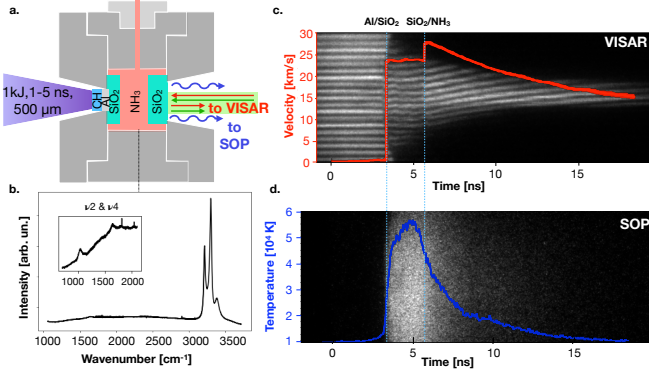 a.
1kJ,1-5 ns,
500 μm
CH
Al
SiO2
NH3
SiO2
to VISAR
to
SOP
b.
ν2 & ν4
1000 1500 2000
Intensity [arb. un.]
1000 1500 2000 2500 3000 3500
Wavenumber [cm-1]
c.
Al/SiO2 SiO2/NH3
VISAR
Velocity [km/s]
30
25
20
15
10
5
0
0 5 10 15
Time [ns]
d.
SOP
Temperature [10⁴ K]
6
5
4
3
2
1
0 5 10 15
Time [ns]